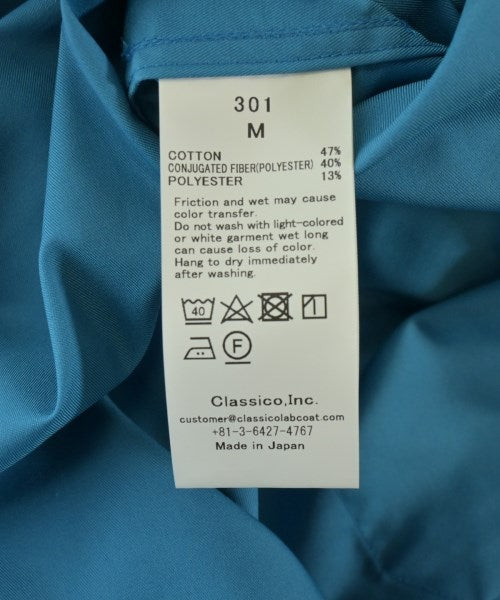 301
M
COTTON 47%
CONJUGATED FIBER(POLYESTER) 40%
POLYESTER 13%
Friction and wet may cause
color transfer.
Do not wash with light-colored
or white garment wet long
can cause loss of color.
Hang to dry immediately
after washing.
40
F
Classico,Inc.
customer@classicolabcoat.com
+81-3-6427-4767
Made in Japan